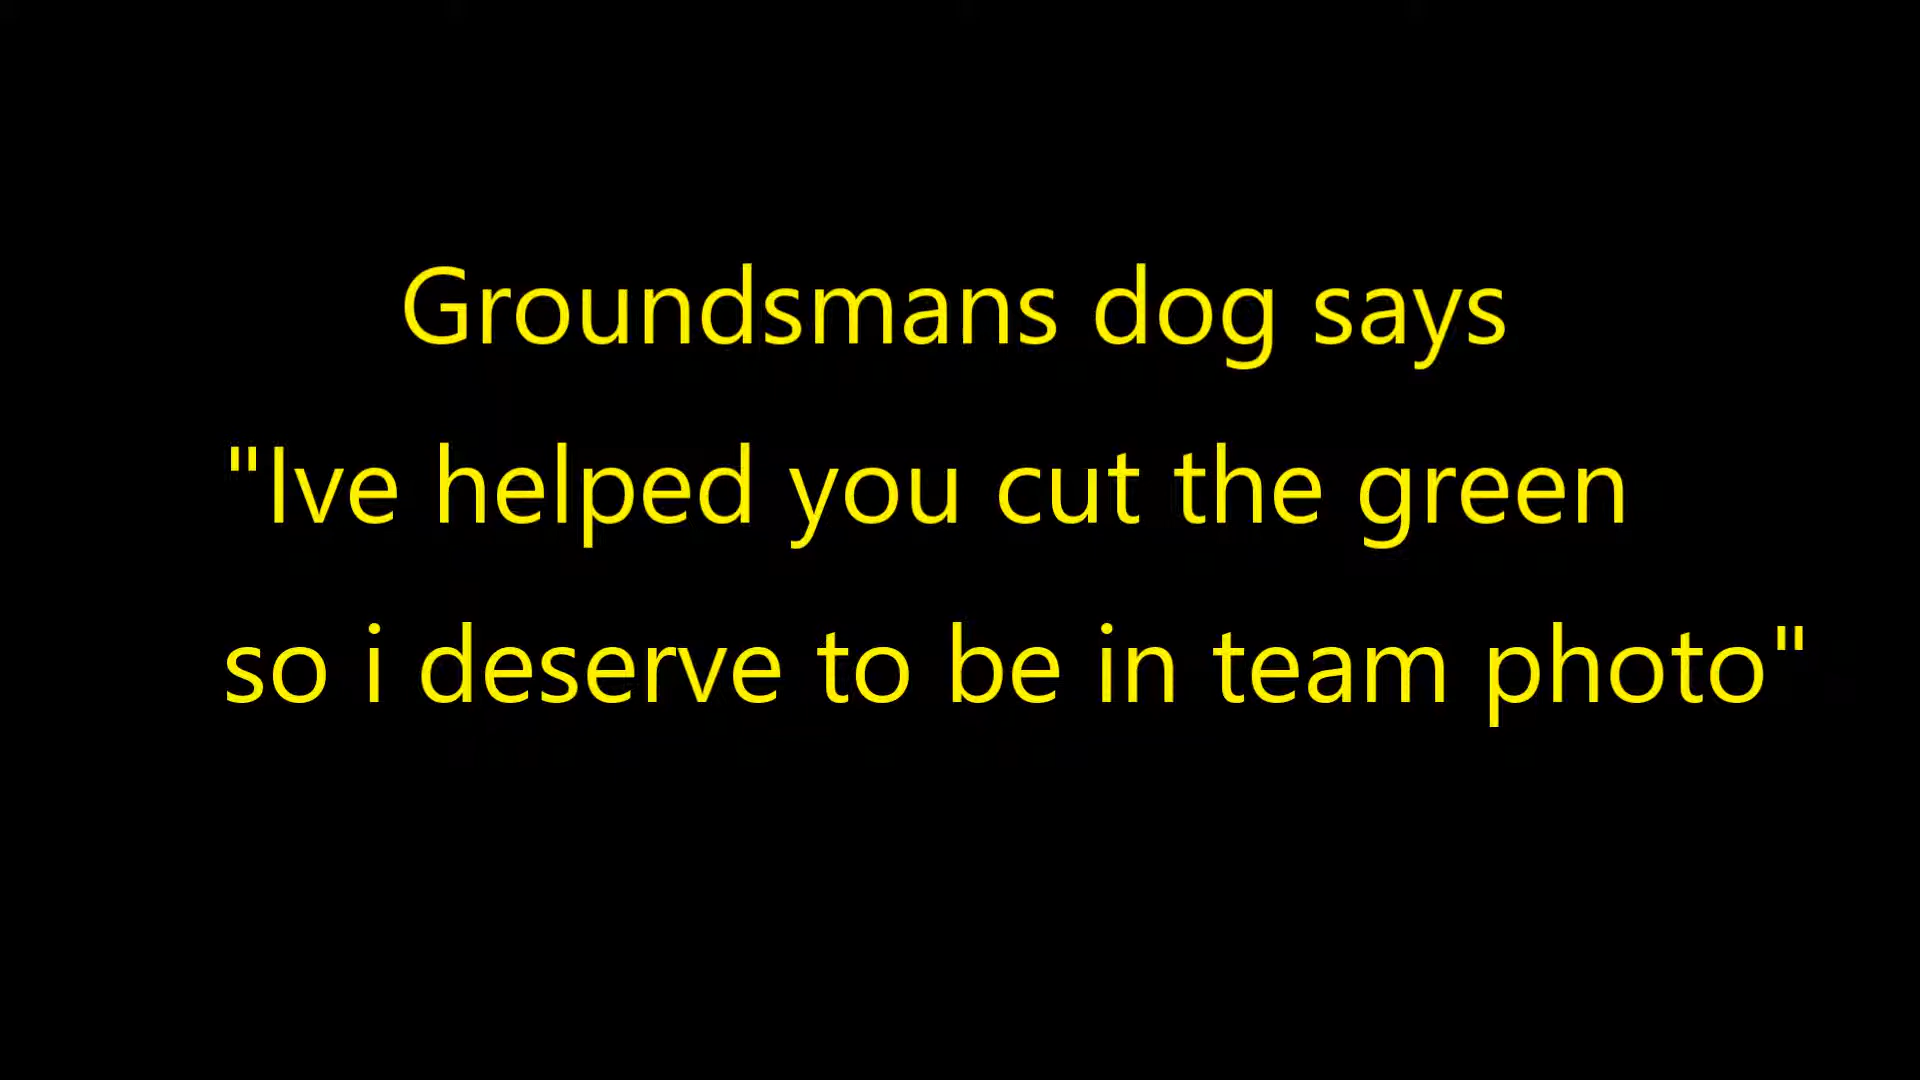 Groundsmans dog says
"Ive helped you cut the green
so i deserve to be in team photo"